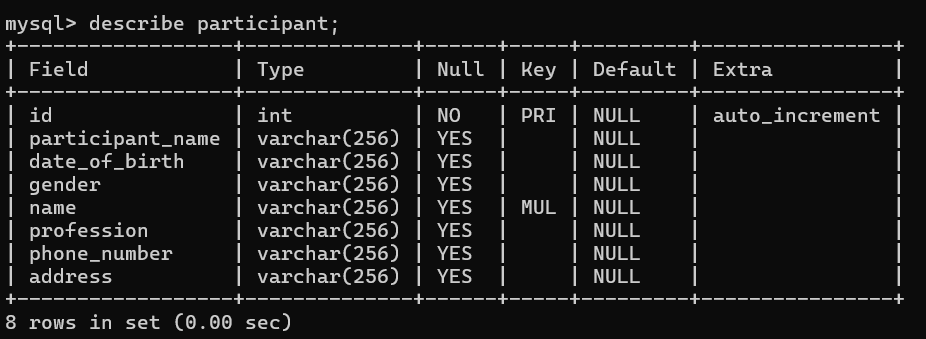 mysql> describe participant;
+------------------+--------------+------+-----+---------+----------------+
| Field            | Type         | Null | Key | Default | Extra          |
+------------------+--------------+------+-----+---------+----------------+
| id               | int          | NO   | PRI | NULL    | auto_increment |
| participant_name | varchar(256) | YES  |     | NULL    |                |
| date_of_birth    | varchar(256) | YES  |     | NULL    |                |
| gender           | varchar(256) | YES  |     | NULL    |                |
| name             | varchar(256) | YES  | MUL | NULL    |                |
| profession       | varchar(256) | YES  |     | NULL    |                |
| phone_number     | varchar(256) | YES  |     | NULL    |                |
| address          | varchar(256) | YES  |     | NULL    |                |
+------------------+--------------+------+-----+---------+----------------+
8 rows in set (0.00 sec)